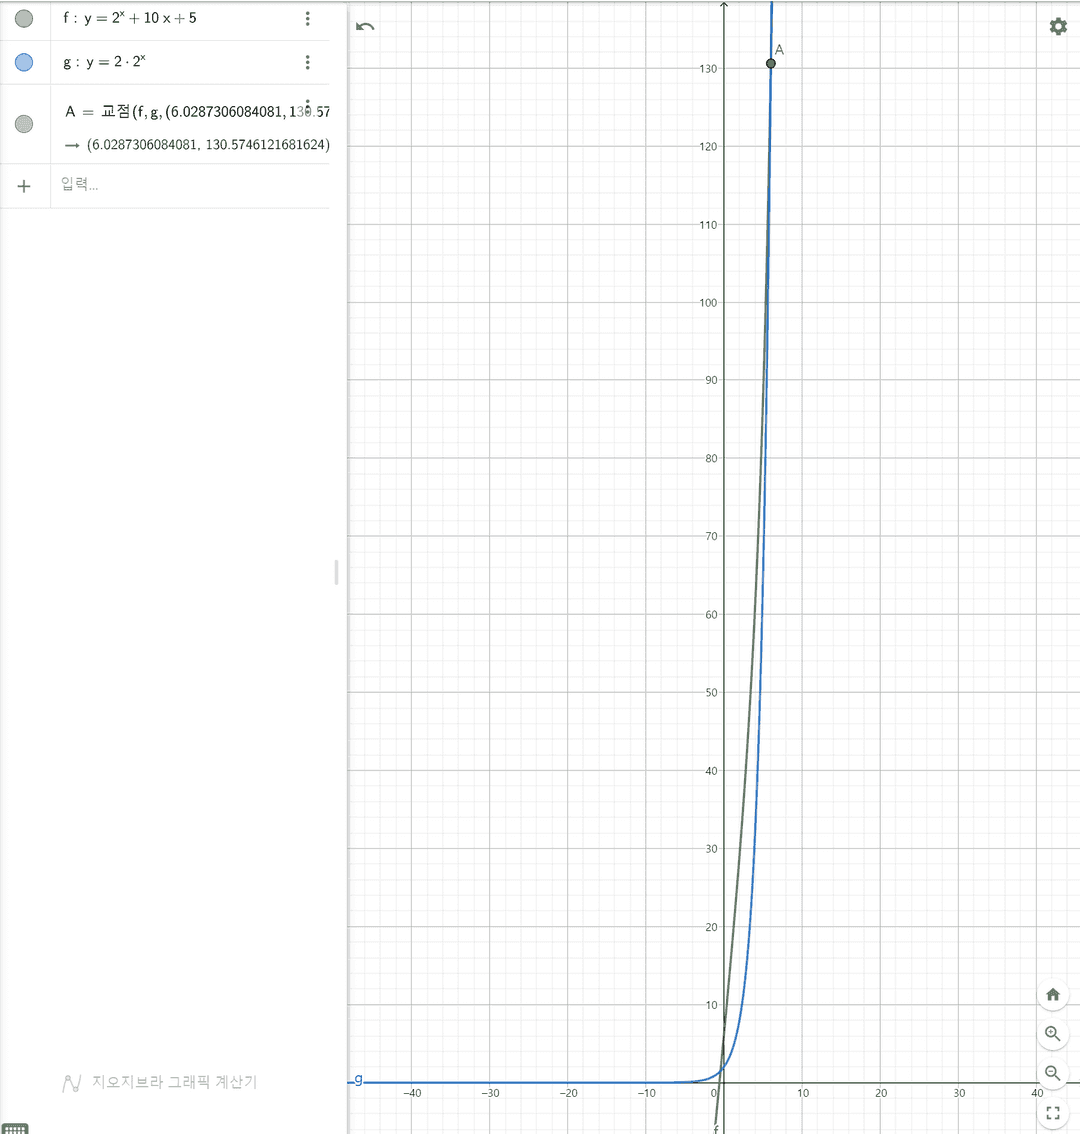 f : y = 2ˣ + 10 x + 5
g : y = 2 · 2ˣ
A = 교점(f, g, (6.0287306084081, 130.57
→ (6.0287306084081, 130.5746121681624)
+ 입력...
A
130
120
110
100
90
80
70
60
50
40
30
20
10
g
−40 −30 −20 −10 0 10 20 30 40
f
지오지브라 그래픽 계산기